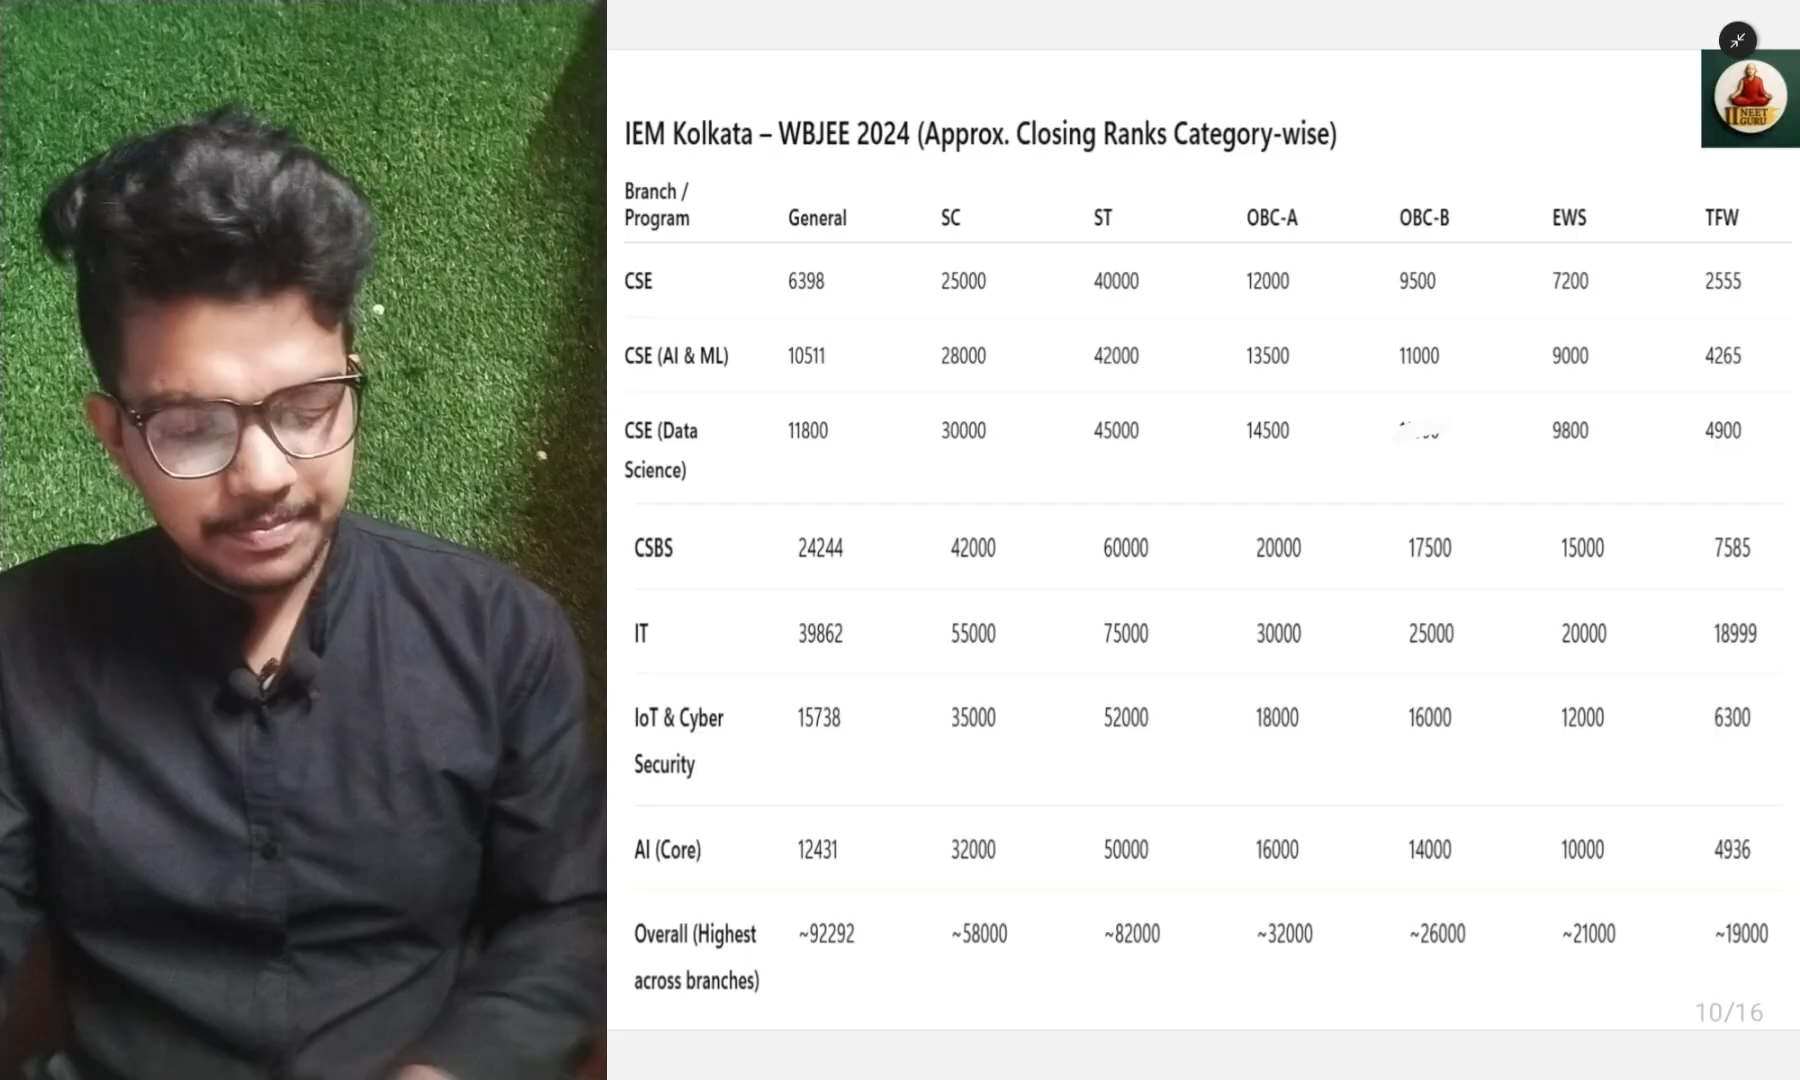 NEET
GURU
IEM Kolkata – WBJEE 2024 (Approx. Closing Ranks Category-wise)
Branch /
Program General SC ST OBC-A OBC-B EWS TFW
CSE 6398 25000 40000 12000 9500 7200 2555
CSE (AI & ML) 10511 28000 42000 13500 11000 9000 4265
CSE (Data 11800 30000 45000 14500 9800 4900
Science)
CSBS 24244 42000 60000 20000 17500 15000 7585
IT 39862 55000 75000 30000 25000 20000 18999
IoT & Cyber 15738 35000 52000 18000 16000 12000 6300
Security
AI (Core) 12431 32000 50000 16000 14000 10000 4936
Overall (Highest ~92292 ~58000 ~82000 ~32000 ~26000 ~21000 ~19000
across branches)
10/16